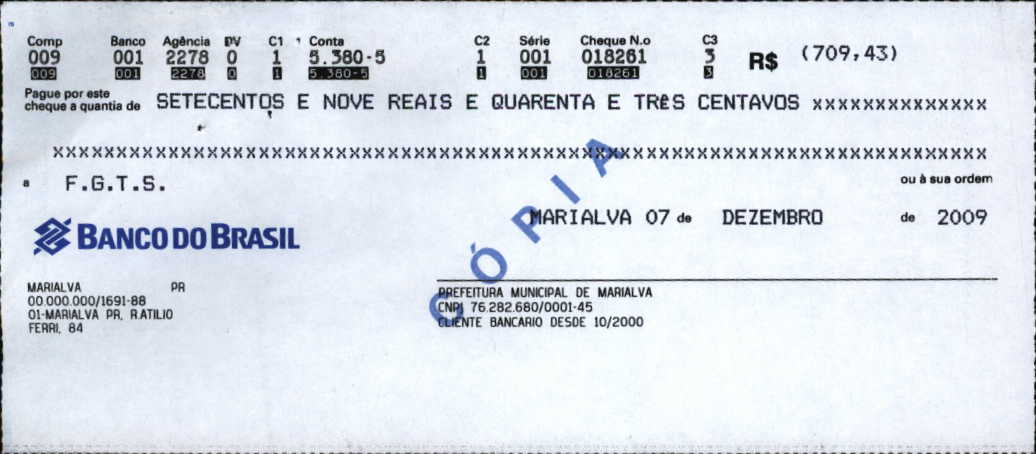 Comp Banco Agência DV C1 Conta C2 Série Cheque N.o C3
009 001 2278 0 1 5.380-5 1 001 018261 3 R$ (709,43)
009 001 2278 0 1 5.380-5 1 001 018261 3
Pague por este
cheque a quantia de SETECENTOS E NOVE REAIS E QUARENTA E TRÊS CENTAVOS xxxxxxxxxxxxxx
xxxxxxxxxxxxxxxxxxxxxxxxxxxxxxxxxxxxxxxxxxxxxxxxxxxxxxxxxxxxxxxxxxxxxxxxxxx
a F.G.T.S. ou à sua ordem
MARIALVA 07 de DEZEMBRO de 2009
BANCO DO BRASIL
CÓPIA
MARIALVA PR
00.000.000/1691-88
01-MARIALVA PR, R.ATILIO
FERRI, 84
PREFEITURA MUNICIPAL DE MARIALVA
CNPJ 76.282.680/0001-45
CLIENTE BANCARIO DESDE 10/2000